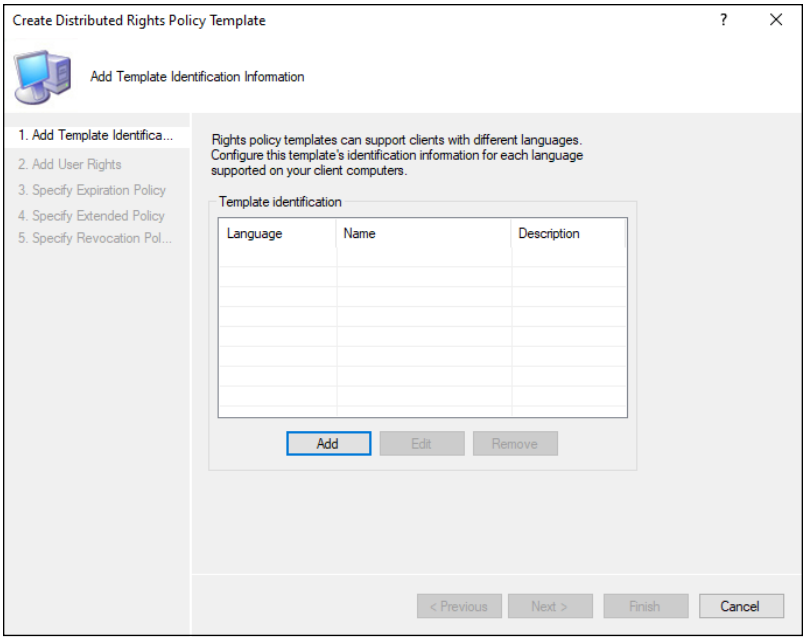 Create Distributed Rights Policy Template
?
Add Template Identification Information
1. Add Template Identifica...
2. Add User Rights
3. Specify Expiration Policy
4. Specify Extended Policy
5. Specify Revocation Pol...
Rights policy templates can support clients with different languages.
Configure this template's identification information for each language
supported on your client computers.
Template identification
Language Name Description
Add Edit Remove
< Previous Next > Finish Cancel